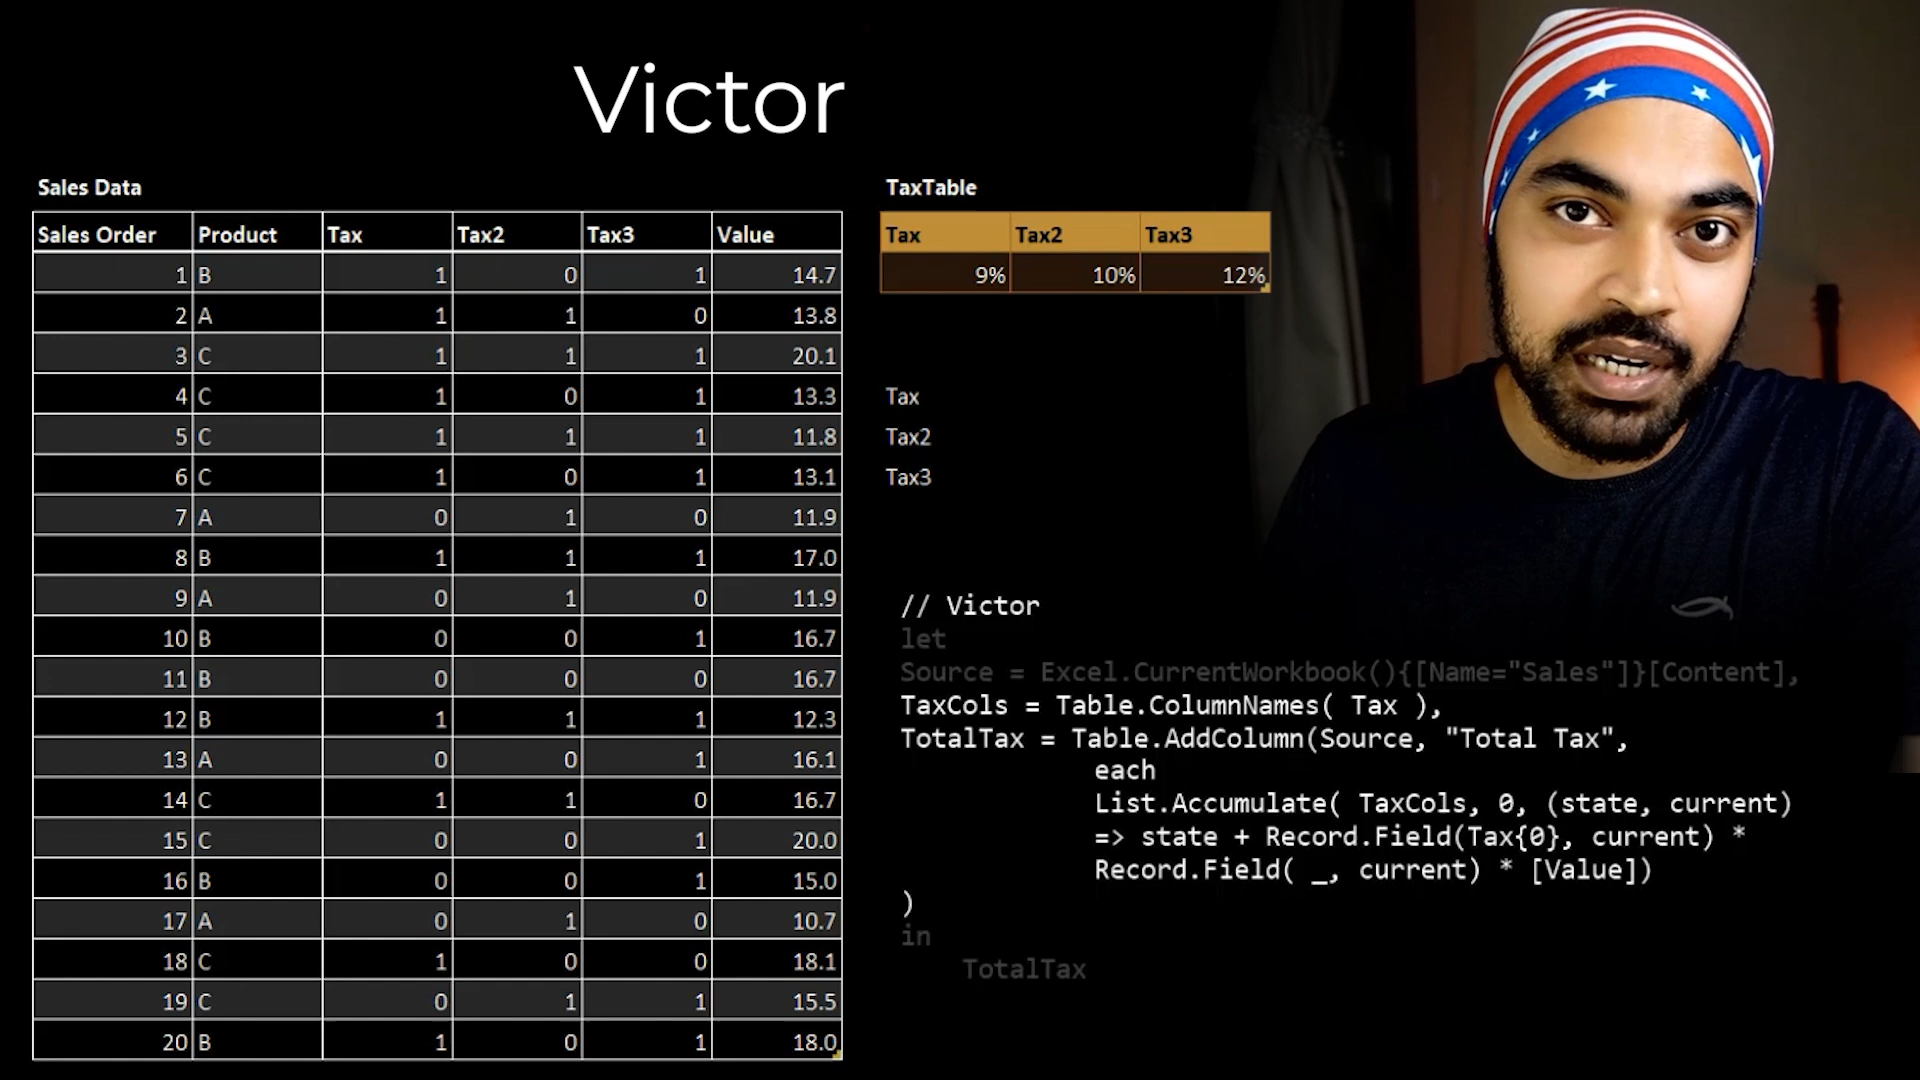 Victor
Sales Data
Sales Order Product Tax Tax2 Tax3 Value
1 B 1 0 1 14.7
2 A 1 1 0 13.8
3 C 1 1 1 20.1
4 C 1 0 1 13.3
5 C 1 1 1 11.8
6 C 1 0 1 13.1
7 A 0 1 0 11.9
8 B 1 1 1 17.0
9 A 0 1 0 11.9
10 B 0 0 1 16.7
11 B 0 0 0 16.7
12 B 1 1 1 12.3
13 A 0 0 1 16.1
14 C 1 1 0 16.7
15 C 0 0 1 20.0
16 B 0 0 1 15.0
17 A 0 1 0 10.7
18 C 1 0 0 18.1
19 C 0 1 1 15.5
20 B 1 0 1 18.0
TaxTable
Tax Tax2 Tax3
9% 10% 12%
Tax
Tax2
Tax3
// Victor
let
Source = Excel.CurrentWorkbook(){[Name="Sales"]}[Content],
TaxCols = Table.ColumnNames( Tax ),
TotalTax = Table.AddColumn(Source, "Total Tax",
each
List.Accumulate( TaxCols, 0, (state, current)
=> state + Record.Field(Tax{0}, current) *
Record.Field( _, current) * [Value])
)
in
TotalTax